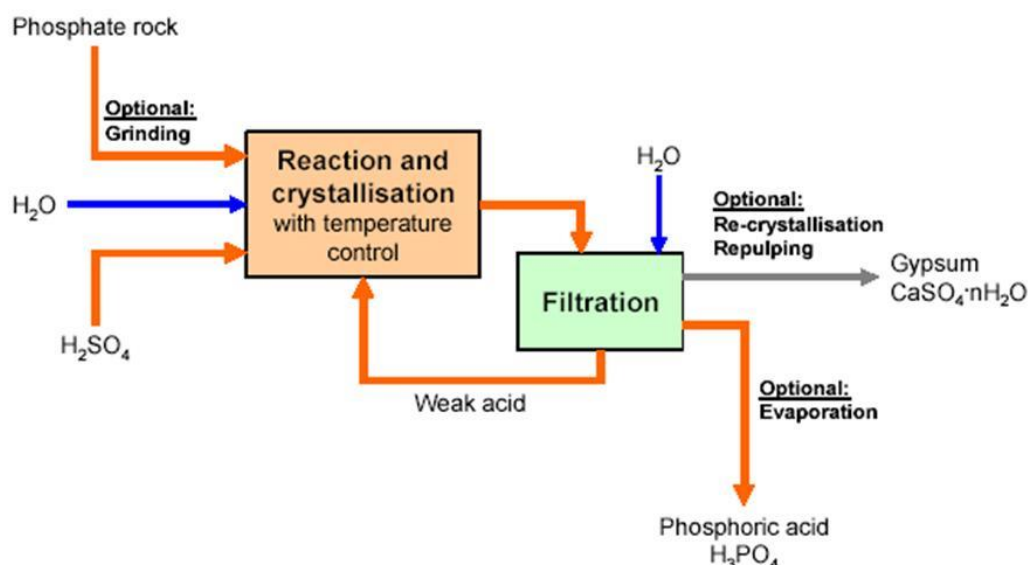 Phosphate rock
Optional:
Grinding
H₂O
H₂SO₄
Reaction and
crystallisation
with temperature
control
Weak acid
H₂O
Filtration
Optional:
Re-crystallisation
Repulping
Gypsum
CaSO₄·nH₂O
Optional:
Evaporation
Phosphoric acid
H₃PO₄